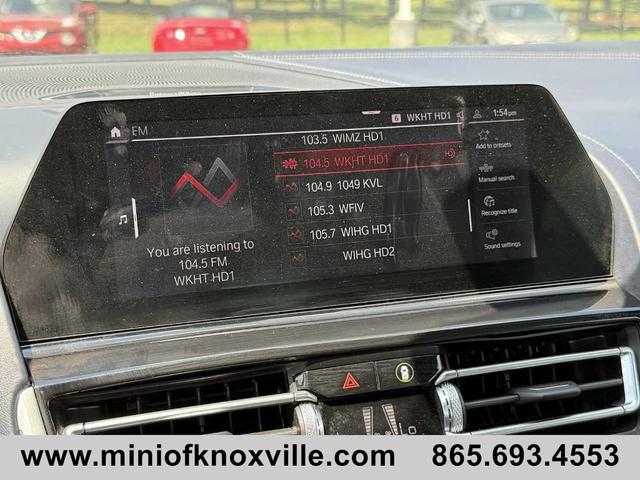 6 WKHT HD1 1:54pm
FM
103.5 WIMZ HD1
104.5 WKHT HD1
104.9 1049 KVL
105.3 WFIV
105.7 WIHG HD1
WIHG HD2
You are listening to
104.5 FM
WKHT HD1
Add to presets
Manual search
Recognize title
Sound settings
www.miniofknoxville.com 865.693.4553